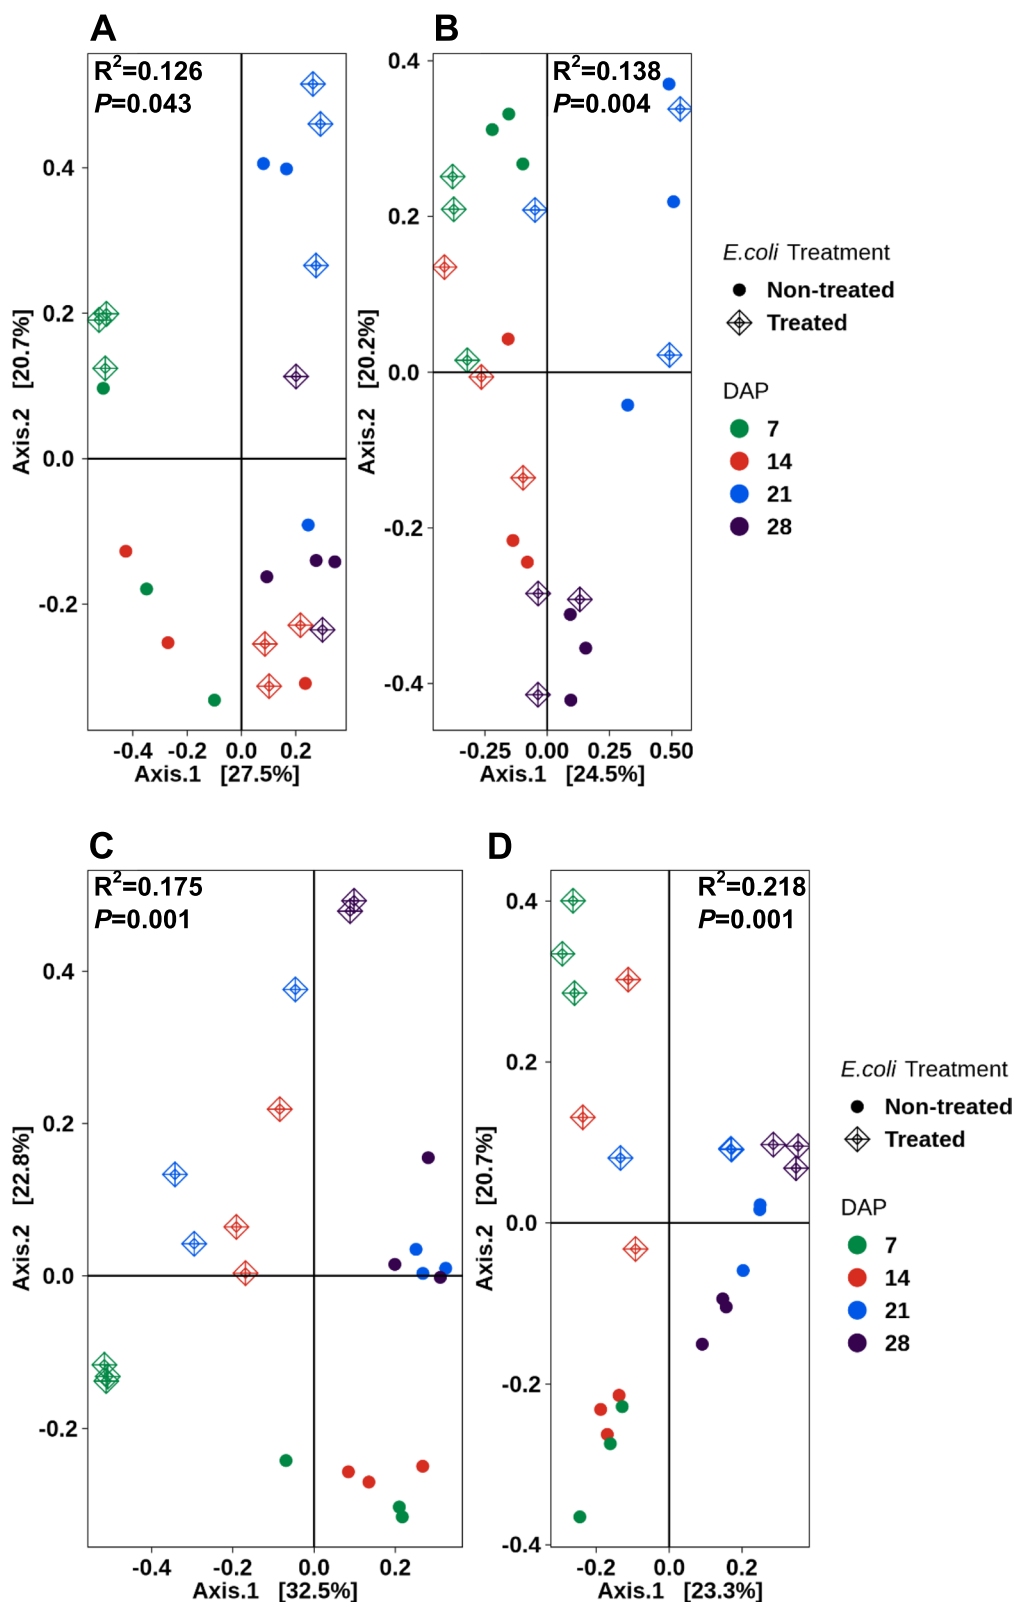 A
R²=0.126
P=0.043
0.4
0.2
0.0
-0.2
Axis.2 [20.7%]
-0.4 -0.2 0.0 0.2
Axis.1 [27.5%]
B
R²=0.138
P=0.004
0.4
0.2
0.0
-0.2
-0.4
Axis.2 [20.2%]
-0.25 0.00 0.25 0.50
Axis.1 [24.5%]
E.coli Treatment
Non-treated
Treated
DAP
7
14
21
28
C
R²=0.175
P=0.001
0.4
0.2
0.0
-0.2
Axis.2 [22.8%]
-0.4 -0.2 0.0 0.2
Axis.1 [32.5%]
D
R²=0.218
P=0.001
0.4
0.2
0.0
-0.2
-0.4
Axis.2 [20.7%]
-0.2 0.0 0.2
Axis.1 [23.3%]
E.coli Treatment
Non-treated
Treated
DAP
7
14
21
28